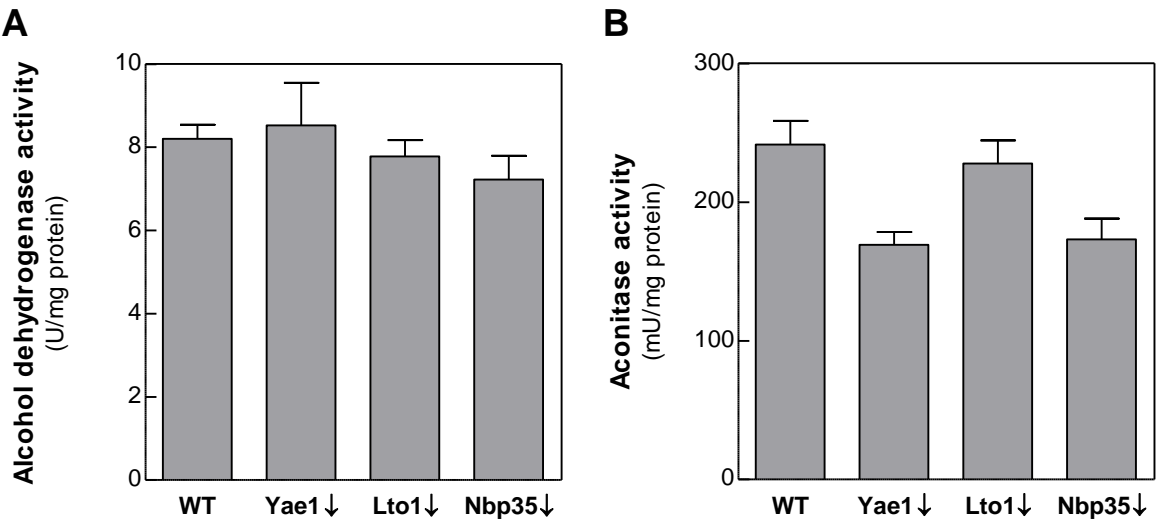 A
Alcohol dehydrogenase activity
(U/mg protein)
10
8
6
4
2
0
WT Yae1↓ Lto1↓ Nbp35↓
B
Aconitase activity
(mU/mg protein)
300
200
100
0
WT Yae1↓ Lto1↓ Nbp35↓